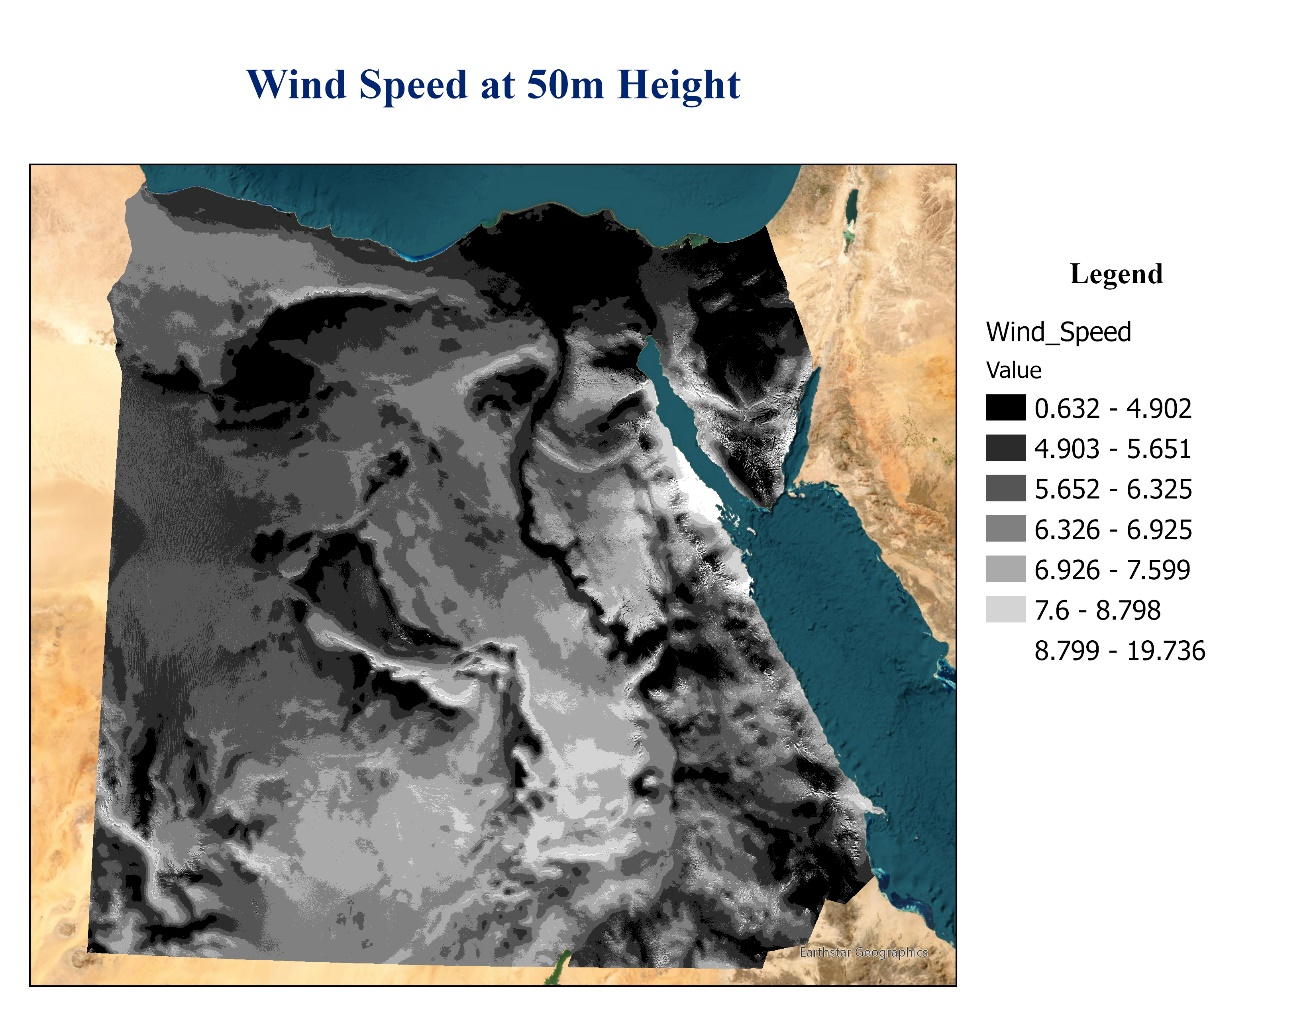 Wind Speed at 50m Height
Legend
Wind_Speed
Value
0.632 - 4.902
4.903 - 5.651
5.652 - 6.325
6.326 - 6.925
6.926 - 7.599
7.6 - 8.798
8.799 - 19.736
Earthstar Geographics